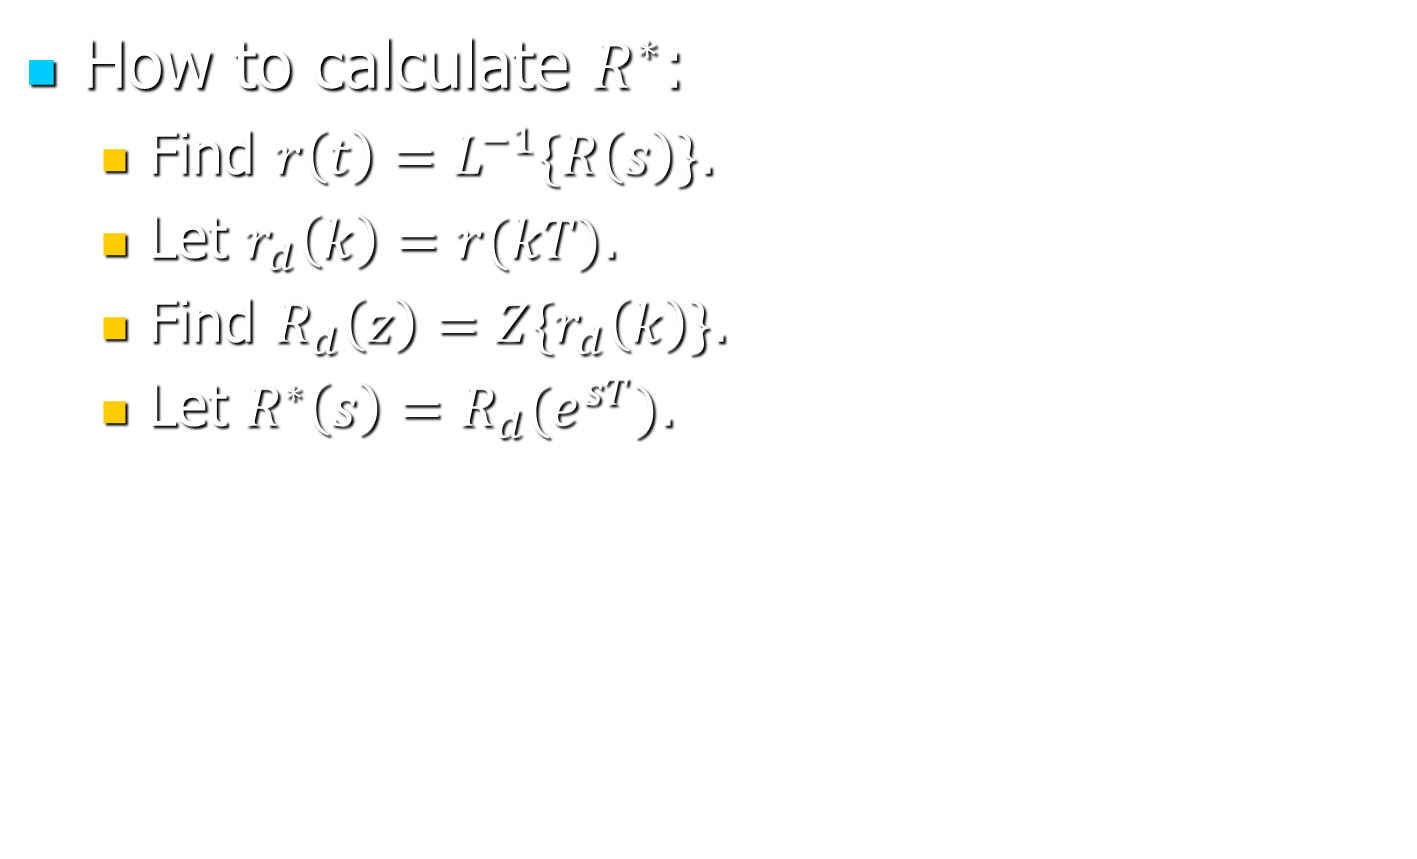 How to calculate R*:
Find r(t) = L⁻¹{R(s)}.
Let r_d(k) = r(kT).
Find R_d(z) = Z{r_d(k)}.
Let R*(s) = R_d(e^{sT}).